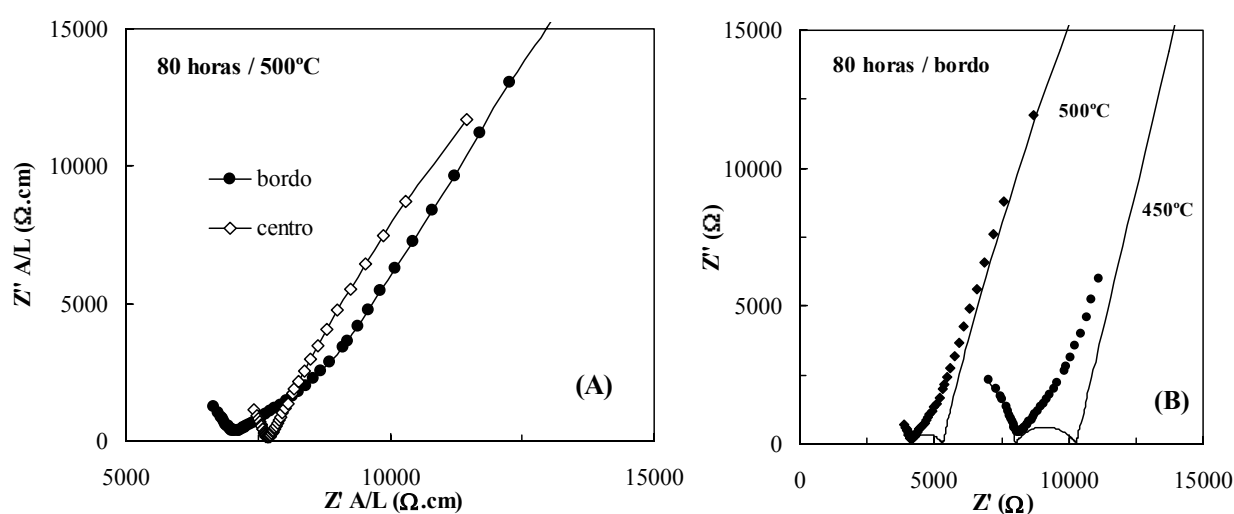 80 horas / 500ºC
15000
10000
5000
0
Z'' A/L (Ω.cm)
bordo
centro
(A)
5000
10000
15000
Z' A/L (Ω.cm)
80 horas / bordo
15000
10000
5000
0
Z'' (Ω)
500ºC
450ºC
(B)
0
5000
10000
15000
Z' (Ω)